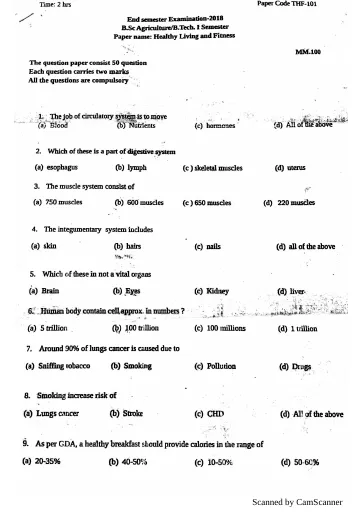 Time: 2 hrs Paper Code THF-101
End semester Examination-2018
B.Sc Agriculture/B.Tech. I Semester
Paper name: Healthy Living and Fitness
MM.100
The question paper consist 50 question
Each question carries two marks
All the questions are compulsory
1. The job of circulatory system is to move
(a) Blood (b) Nutrients (c) hormones (d) All of the above
2. Which of these is a part of digestive system
(a) esophagus (b) lymph (c) skeletal muscles (d) uterus
3. The muscle system consist of
(a) 750 muscles (b) 600 muscles (c) 650 muscles (d) 220 muscles
4. The integumentary system includes
(a) skin (b) hairs (c) nails (d) all of the above
5. Which of these in not a vital organs
(a) Brain (b) Eyes (c) Kidney (d) liver
6. Human body contain cell approx. in numbers ?
(a) 5 trillion (b) 100 trillion (c) 100 millions (d) 1 trillion
7. Around 90% of lungs cancer is caused due to
(a) Sniffing tobacco (b) Smoking (c) Pollution (d) Drugs
8. Smoking increase risk of
(a) Lungs cancer (b) Stroke (c) CHD (d) All of the above
9. As per GDA, a healthy breakfast should provide calories in the range of
(a) 20-35% (b) 40-50% (c) 10-50% (d) 50-60%
Scanned by CamScanner